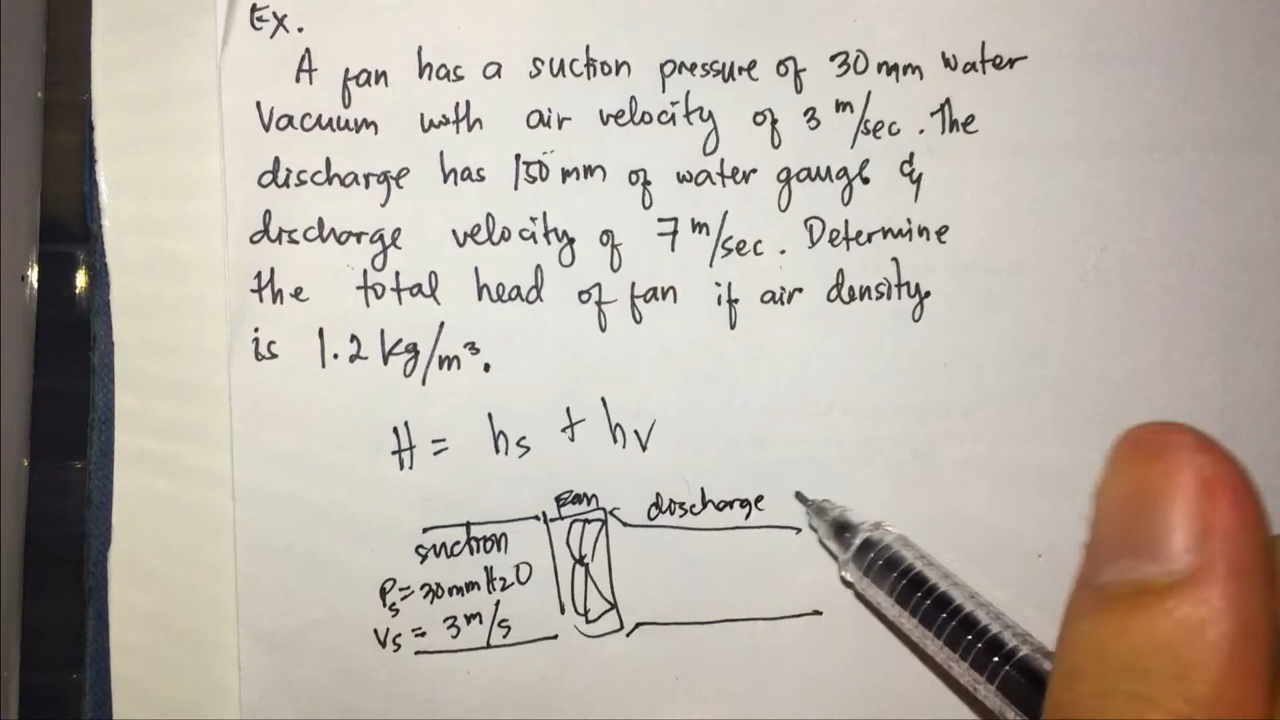 Ex.
A fan has a suction pressure of 30 mm water
Vacuum with air velocity of 3 m/sec. The
discharge has 150 mm of water gauge &
discharge velocity of 7 m/sec. Determine
the total head of fan if air density
is 1.2 kg/m³.
H = hs + hv
Fan
discharge
suction
Ps = 30mm H2O
Vs = 3 m/s